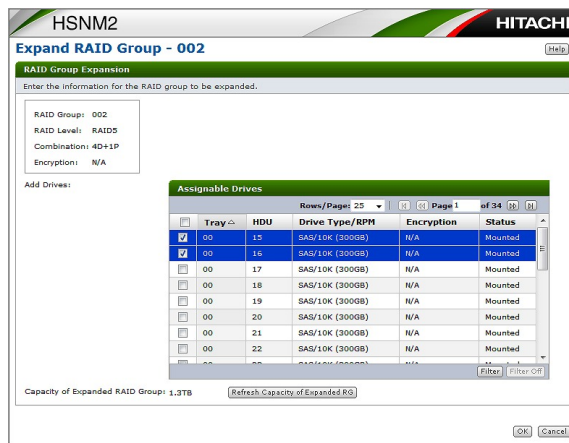 HSNM2
HITACHI
Expand RAID Group - 002
Help
RAID Group Expansion
Enter the information for the RAID group to be expanded.
RAID Group: 002
RAID Level: RAID5
Combination: 4D+1P
Encryption: N/A
Add Drives:
Assignable Drives
Rows/Page: 25 Page 1 of 34
Tray HDU Drive Type/RPM Encryption Status
00 15 SAS/10K (300GB) N/A Mounted
00 16 SAS/10K (300GB) N/A Mounted
00 17 SAS/10K (300GB) N/A Mounted
00 18 SAS/10K (300GB) N/A Mounted
00 19 SAS/10K (300GB) N/A Mounted
00 20 SAS/10K (300GB) N/A Mounted
00 21 SAS/10K (300GB) N/A Mounted
00 22 SAS/10K (300GB) N/A Mounted
Filter Filter Off
Capacity of Expanded RAID Group: 1.3TB Refresh Capacity of Expanded RG
OK Cancel